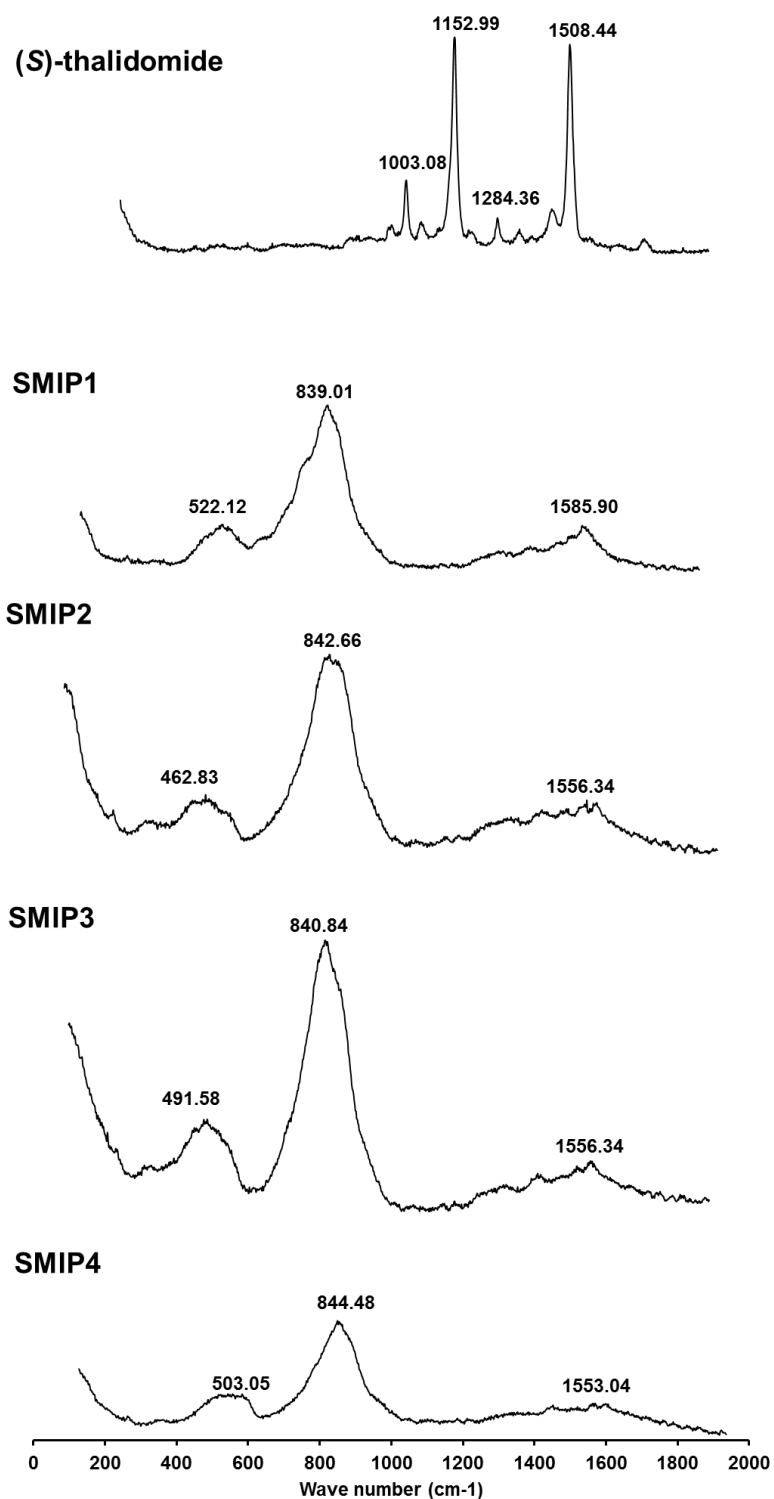 1152.99
1508.44
(S)-thalidomide
1003.08
1284.36
SMIP1
839.01
522.12
1585.90
SMIP2
842.66
462.83
1556.34
SMIP3
840.84
491.58
1556.34
SMIP4
844.48
503.05
1553.04
0 200 400 600 800 1000 1200 1400 1600 1800 2000
Wave number (cm-1)